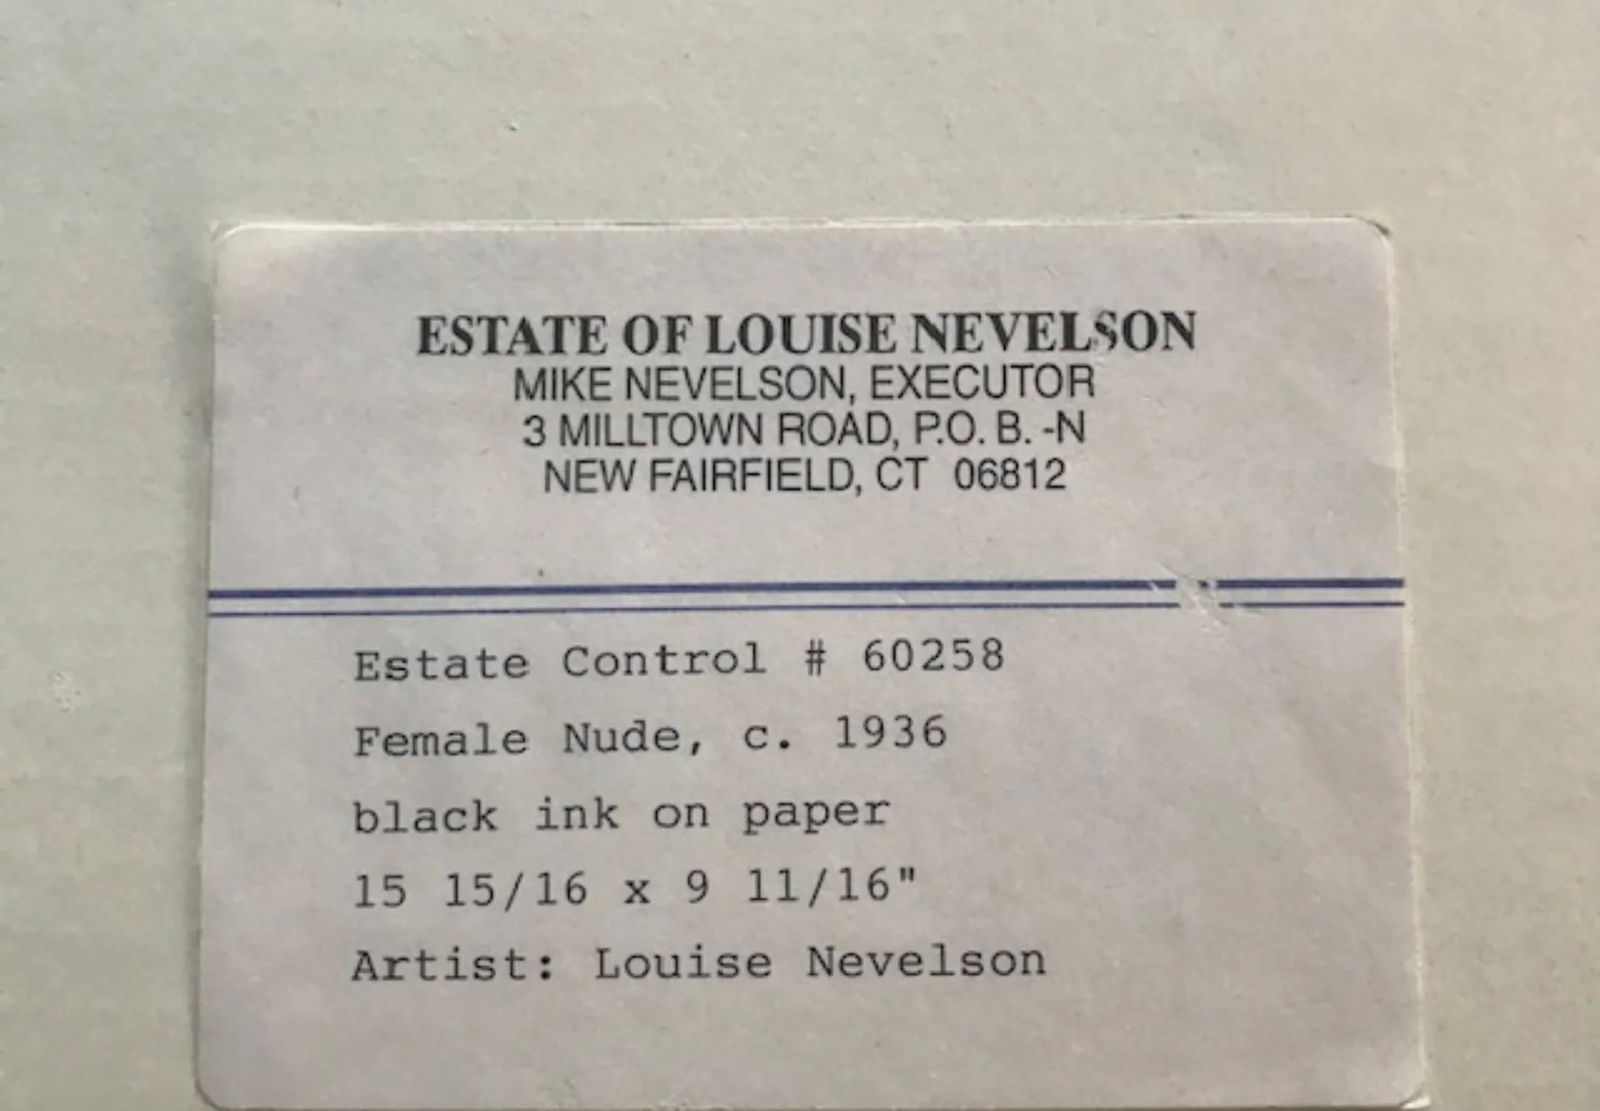 ESTATE OF LOUISE NEVELSON
MIKE NEVELSON, EXECUTOR
3 MILLTOWN ROAD, P.O. B. -N
NEW FAIRFIELD, CT 06812
Estate Control # 60258
Female Nude, c. 1936
black ink on paper
15 15/16 x 9 11/16"
Artist: Louise Nevelson